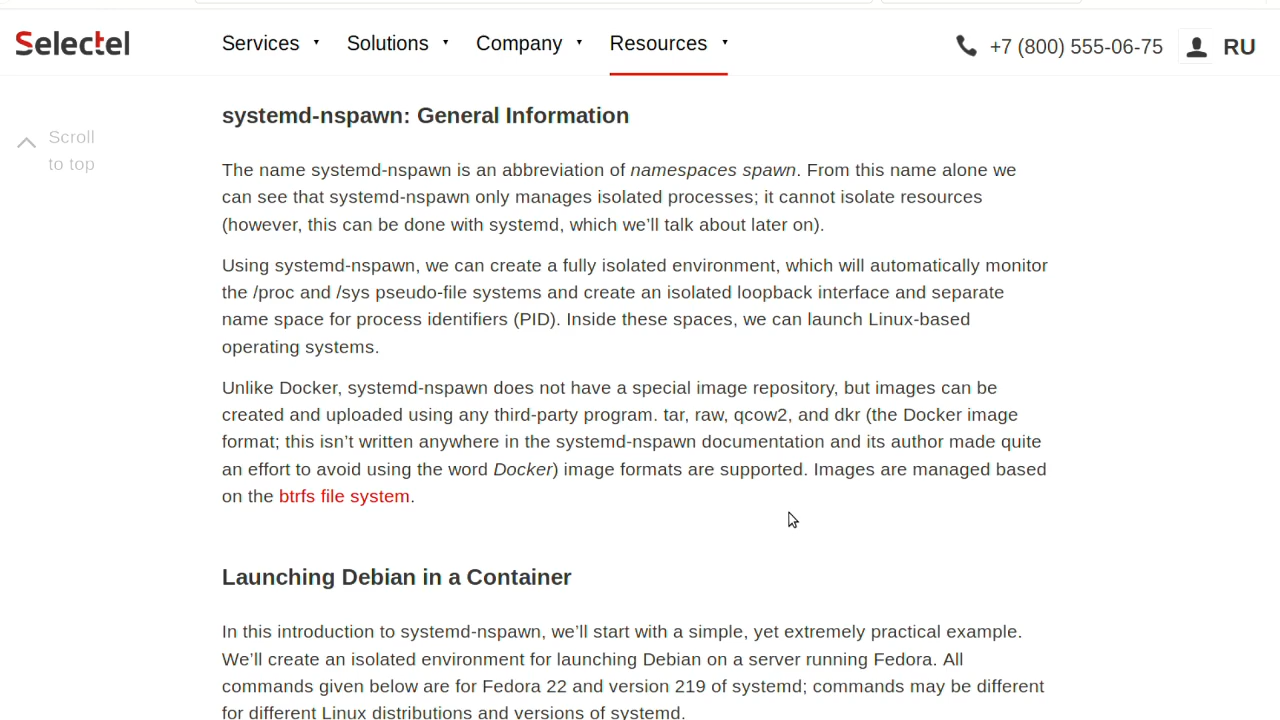 Selectel
Services
Solutions
Company
Resources
+7 (800) 555-06-75
RU
Scroll
to top
systemd-nspawn: General Information
The name systemd-nspawn is an abbreviation of namespaces spawn. From this name alone we
can see that systemd-nspawn only manages isolated processes; it cannot isolate resources
(however, this can be done with systemd, which we’ll talk about later on).
Using systemd-nspawn, we can create a fully isolated environment, which will automatically monitor
the /proc and /sys pseudo-file systems and create an isolated loopback interface and separate
name space for process identifiers (PID). Inside these spaces, we can launch Linux-based
operating systems.
Unlike Docker, systemd-nspawn does not have a special image repository, but images can be
created and uploaded using any third-party program. tar, raw, qcow2, and dkr (the Docker image
format; this isn’t written anywhere in the systemd-nspawn documentation and its author made quite
an effort to avoid using the word Docker) image formats are supported. Images are managed based
on the btrfs file system.
Launching Debian in a Container
In this introduction to systemd-nspawn, we’ll start with a simple, yet extremely practical example.
We’ll create an isolated environment for launching Debian on a server running Fedora. All
commands given below are for Fedora 22 and version 219 of systemd; commands may be different
for different Linux distributions and versions of systemd.